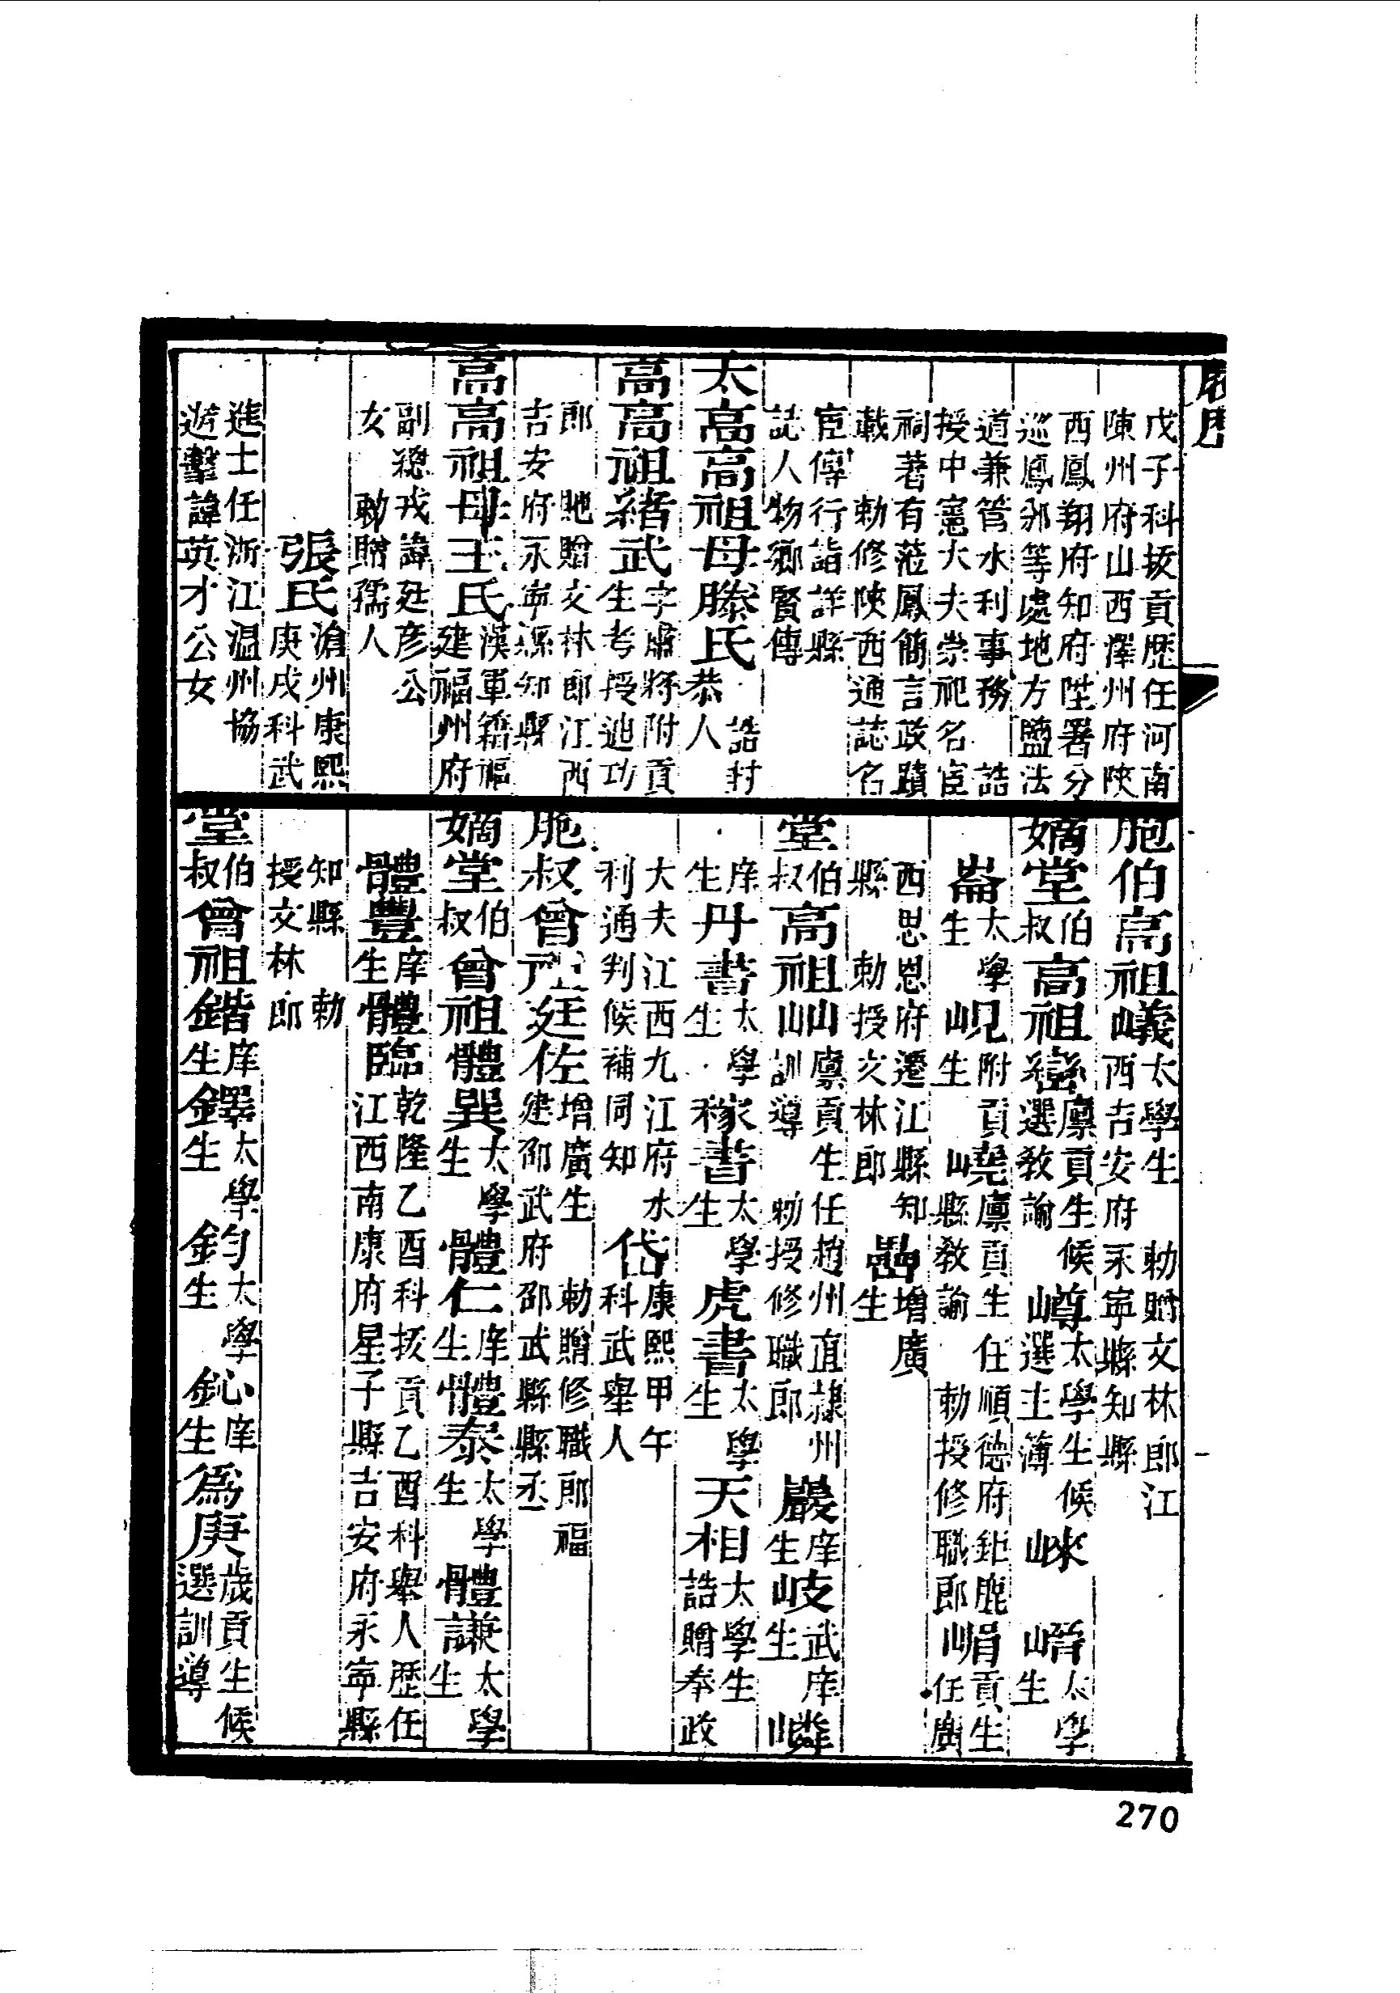 戊子科拔貢歷任河南
陳州府山西澤州府陝
西鳳翔府知府陞署分
巡鳳邠等處地方鹽法
道兼管水利事務 誥
授中憲大夫崇祀名宦
祠著有蒞鳳簡言政蹟
載 勅修陝西通誌名
宦傳行誥詳縣
誌人物鄉賢傳
太高高祖母滕氏 誥封恭人
高高祖緒武字肅將附貢生考授迪功
郎 貤贈文林郎江西
吉安府永寧縣知縣
高高祖母王氏漢軍籍福建福州府
副總戎諱廷彥公
女 勅贈孺人
張氏滄州康熙庚戌科武
進士任浙江温州協
遊擊諱英才公女
胞伯高祖㠖太學生 勅贈文林郎江西吉安府永寧縣知縣
嫡堂伯叔高祖巒廩貢生候選教諭 嶟太學生候選主簿 崍 㟻太學生
崙太學生 峴附貢生 嶢廩貢生任順德府鉅鹿縣教諭 勅授修職郎 㟩貢生任廣
西思恩府遷江縣知縣 勅授文林郎 嵒增廣生
堂伯叔高祖山廩貢生任趙州直隸州訓導 勅授修職郎 巖庠生 岐武庠生 嶙
庠生 丹書太學生 稼書太學生 虎書太學生 天相太學生誥贈奉政
大夫江西九江府水利通判候補同知 岱康熙甲午科武舉人
胞叔曾祖廷佐增廣生 勅贈修職郎福建邵武府邵武縣縣丞
嫡堂伯叔曾祖體巽太學生 體仁庠生 體泰太學生 體謙太學生
體豐庠生 體臨乾隆乙酉科拔貢乙酉科舉人歷任江西南康府星子縣吉安府永寧縣
知縣 勅授文林郎
堂伯叔曾祖鍇庠生 鐸太學生 鈞太學生 鈊庠生 爲庚歲貢生候選訓導
270